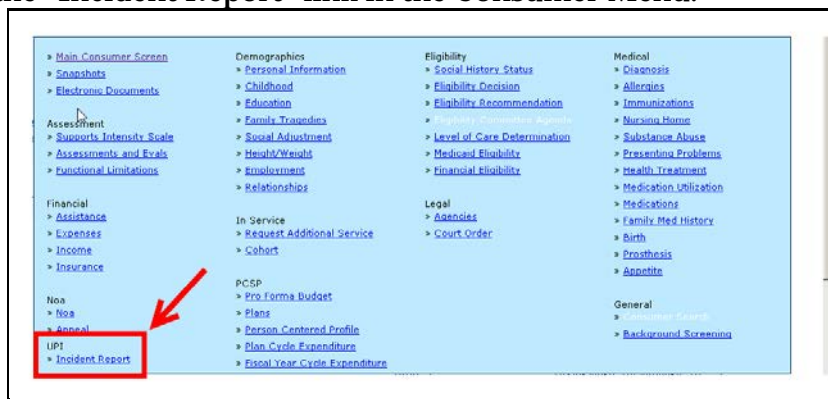 the "Incident Report" link in the Consumer Menu.
» Main Consumer Screen
» Snapshots
» Electronic Documents
Assessment
» Supports Intensity Scale
» Assessments and Evals
» Functional Limitations
Financial
» Assistance
» Expenses
» Income
» Insurance
Noa
» Noa
» Appeal
UPI
» Incident Report
Demographics
» Personal Information
» Childhood
» Education
» Family Tragedies
» Social Adjustment
» Height/Weight
» Employment
» Relationships
In Service
» Request Additional Service
» Cohort
PCSP
» Pro Forma Budget
» Plans
» Person Centered Profile
» Plan Cycle Expenditure
» Fiscal Year Cycle Expenditure
Eligibility
» Social History Status
» Eligibility Decision
» Eligibility Recommendation
» Eligibility Committee Agenda
» Level of Care Determination
» Medicaid Eligibility
» Financial Eligibility
Legal
» Agencies
» Court Order
Medical
» Diagnosis
» Allergies
» Immunizations
» Nursing Home
» Substance Abuse
» Presenting Problems
» Health Treatment
» Medication Utilization
» Medications
» Family Med History
» Birth
» Prosthesis
» Appetite
General
» Consumer Search
» Background Screening